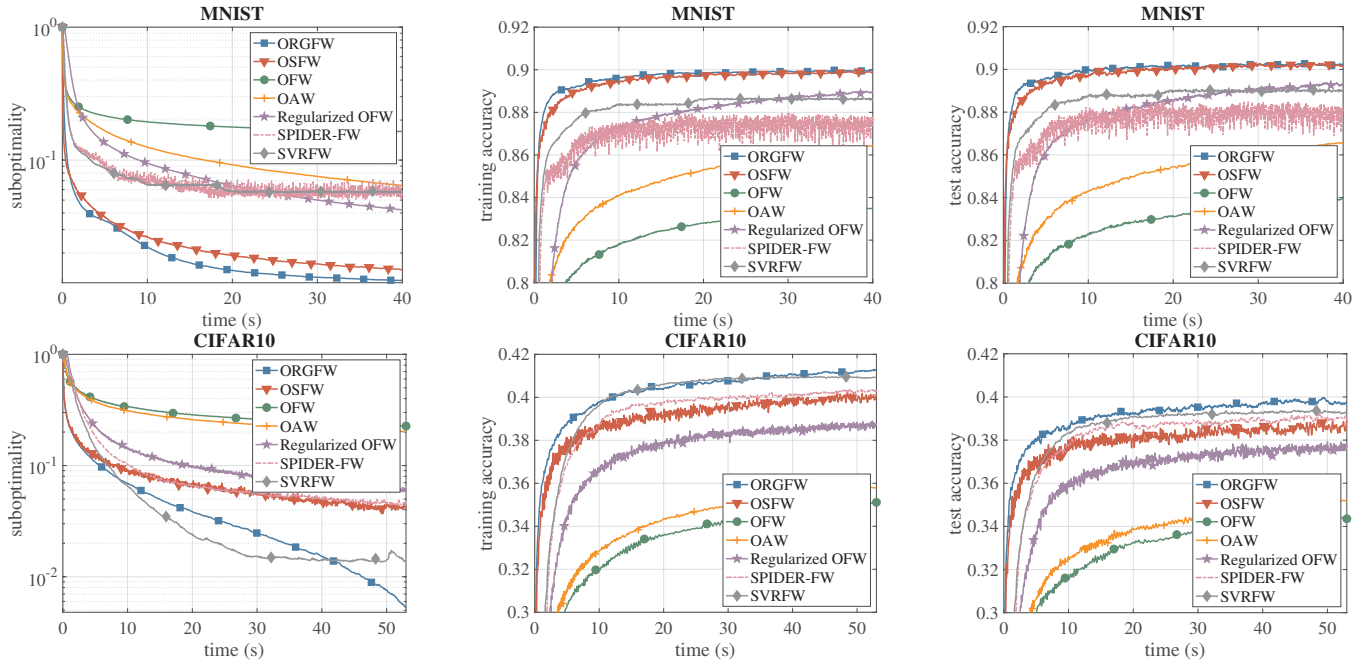 MNIST
10^0
10^-1
suboptimality
0
10
20
30
40
time (s)
ORGFW
OSFW
OFW
OAW
Regularized OFW
SPIDER-FW
SVRFW
MNIST
0.92
0.9
0.88
0.86
0.84
0.82
0.8
training accuracy
0
10
20
30
40
time (s)
ORGFW
OSFW
OFW
OAW
Regularized OFW
SPIDER-FW
SVRFW
MNIST
0.92
0.9
0.88
0.86
0.84
0.82
0.8
test accuracy
0
10
20
30
40
time (s)
ORGFW
OSFW
OFW
OAW
Regularized OFW
SPIDER-FW
SVRFW
CIFAR10
10^0
10^-1
10^-2
suboptimality
0
10
20
30
40
50
time (s)
ORGFW
OSFW
OFW
OAW
Regularized OFW
SPIDER-FW
SVRFW
CIFAR10
0.42
0.4
0.38
0.36
0.34
0.32
0.3
training accuracy
0
10
20
30
40
50
time (s)
ORGFW
OSFW
OFW
OAW
Regularized OFW
SPIDER-FW
SVRFW
CIFAR10
0.42
0.4
0.38
0.36
0.34
0.32
0.3
test accuracy
0
10
20
30
40
50
time (s)
ORGFW
OSFW
OFW
OAW
Regularized OFW
SPIDER-FW
SVRFW